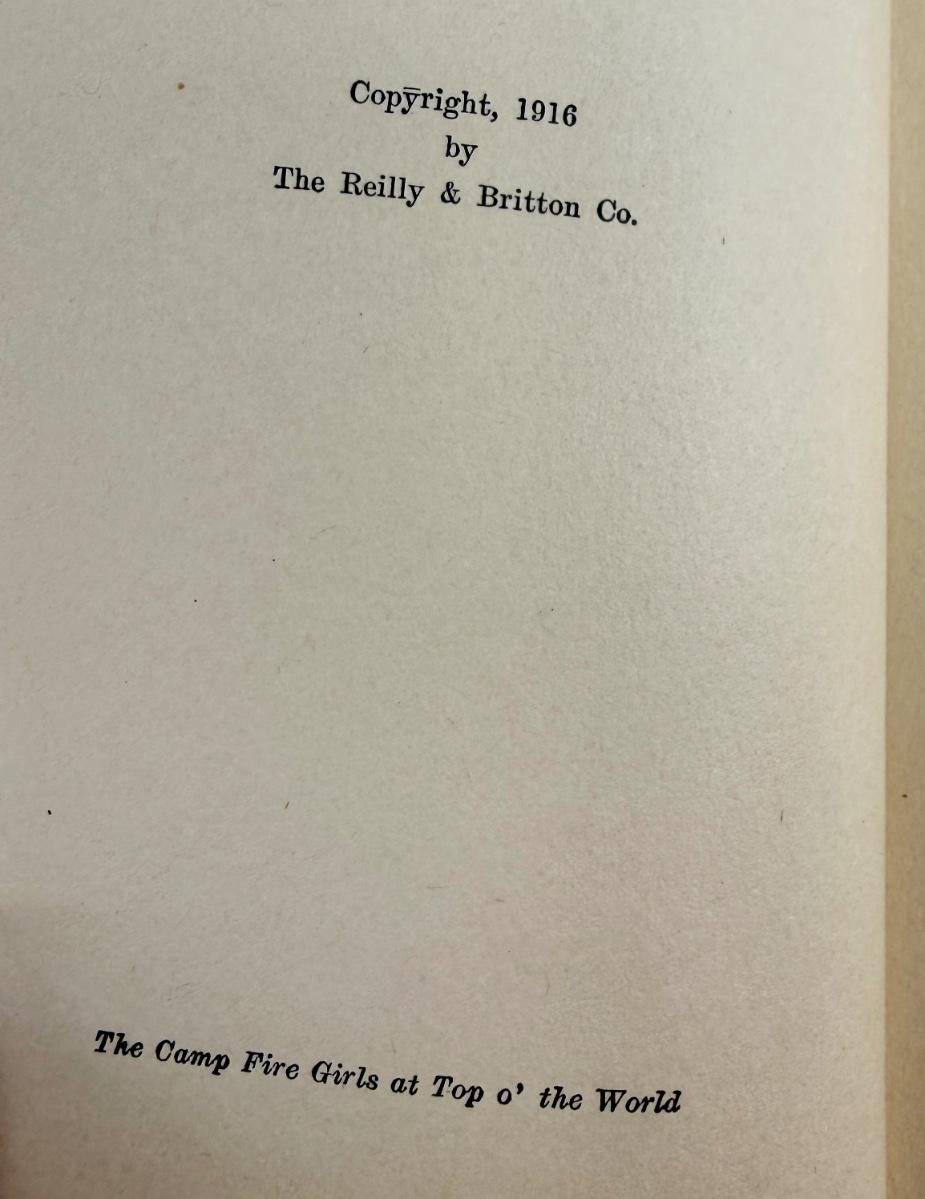 Copyright, 1916
by
The Reilly & Britton Co.
The Camp Fire Girls at Top o' the World